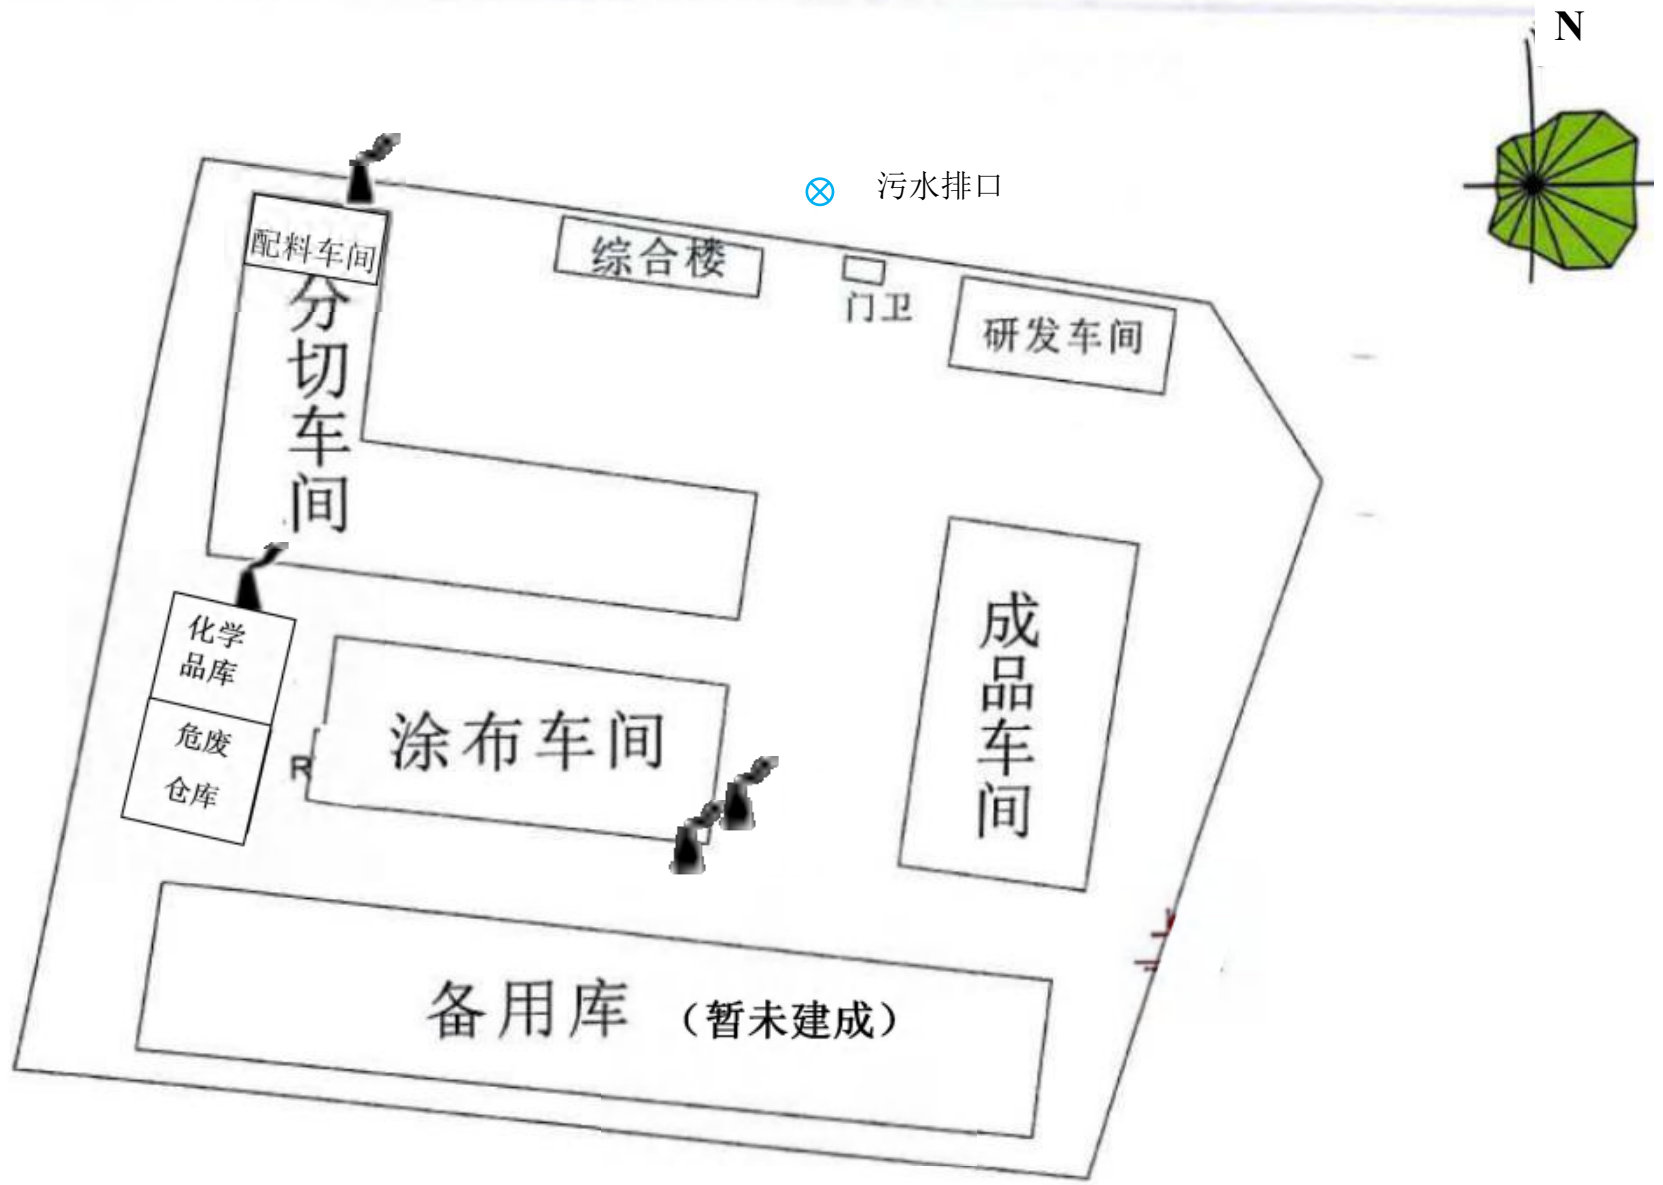 N
污水排口
配料车间
综合楼
门卫
研发车间
分切车间
化学
品库
危废
仓库
R
涂布车间
成品车间
备用库 （暂未建成）